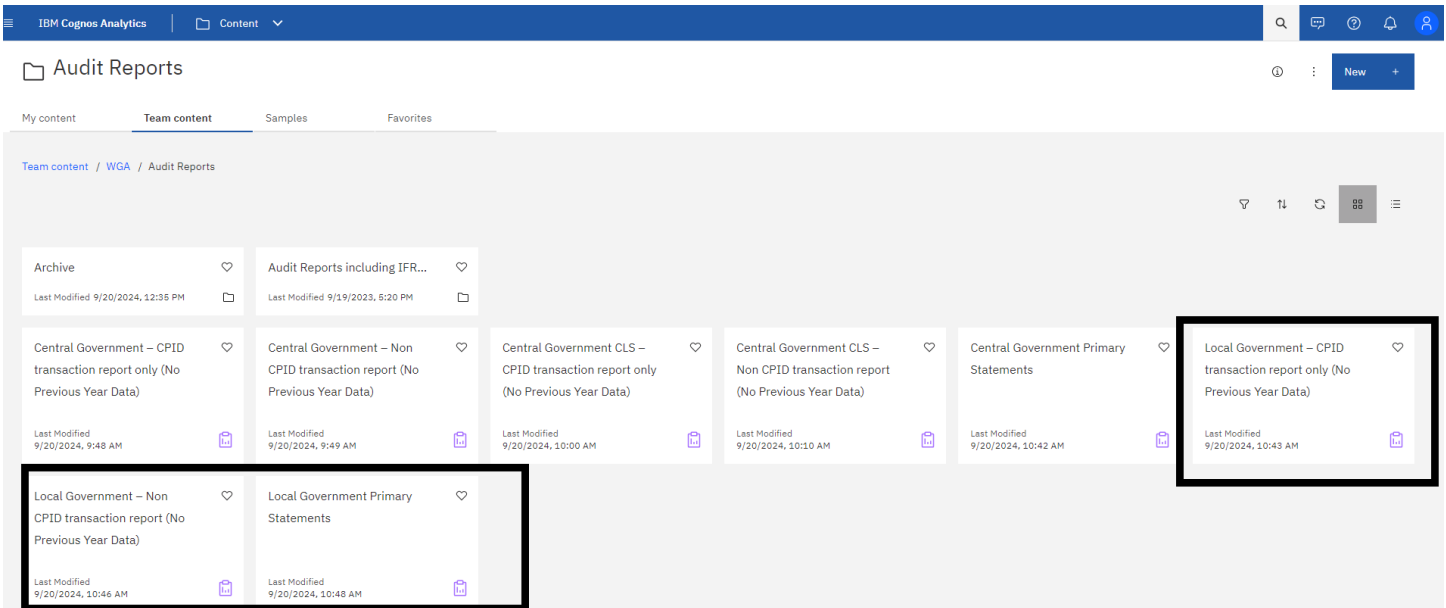 IBM Cognos Analytics Content
Audit Reports
New +
My content Team content Samples Favorites
Team content / WGA / Audit Reports
Archive
Last Modified 9/20/2024, 12:35 PM
Audit Reports including IFR...
Last Modified 9/19/2023, 5:20 PM
Central Government – CPID
transaction report only (No
Previous Year Data)
Last Modified
9/20/2024, 9:48 AM
Central Government – Non
CPID transaction report (No
Previous Year Data)
Last Modified
9/20/2024, 9:49 AM
Central Government CLS –
CPID transaction report only
(No Previous Year Data)
Last Modified
9/20/2024, 10:00 AM
Central Government CLS –
Non CPID transaction report
(No Previous Year Data)
Last Modified
9/20/2024, 10:10 AM
Central Government Primary
Statements
Last Modified
9/20/2024, 10:42 AM
Local Government – CPID
transaction report only (No
Previous Year Data)
Last Modified
9/20/2024, 10:43 AM
Local Government – Non
CPID transaction report (No
Previous Year Data)
Last Modified
9/20/2024, 10:46 AM
Local Government Primary
Statements
Last Modified
9/20/2024, 10:48 AM